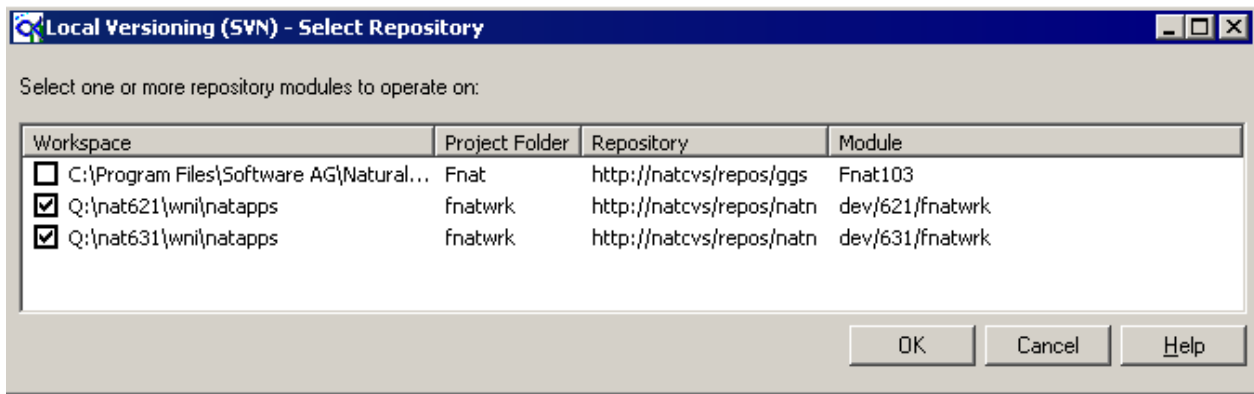 Local Versioning (SVN) - Select Repository
Select one or more repository modules to operate on:
Workspace Project Folder Repository Module
C:\Program Files\Software AG\Natural... Fnat http://natcvs/repos/ggs Fnat103
Q:\nat621\wni\natapps fnatwrk http://natcvs/repos/natn dev/621/fnatwrk
Q:\nat631\wni\natapps fnatwrk http://natcvs/repos/natn dev/631/fnatwrk
OK Cancel Help